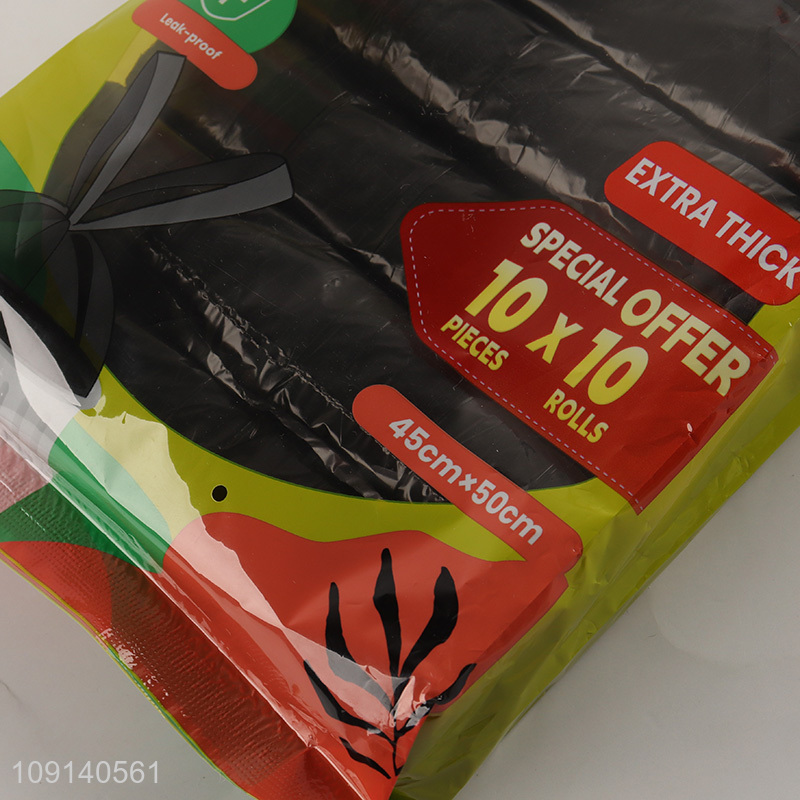 Leak-proof
EXTRA THICK
SPECIAL OFFER
10 x 10
PIECES
ROLLS
45cm×50cm
109140561